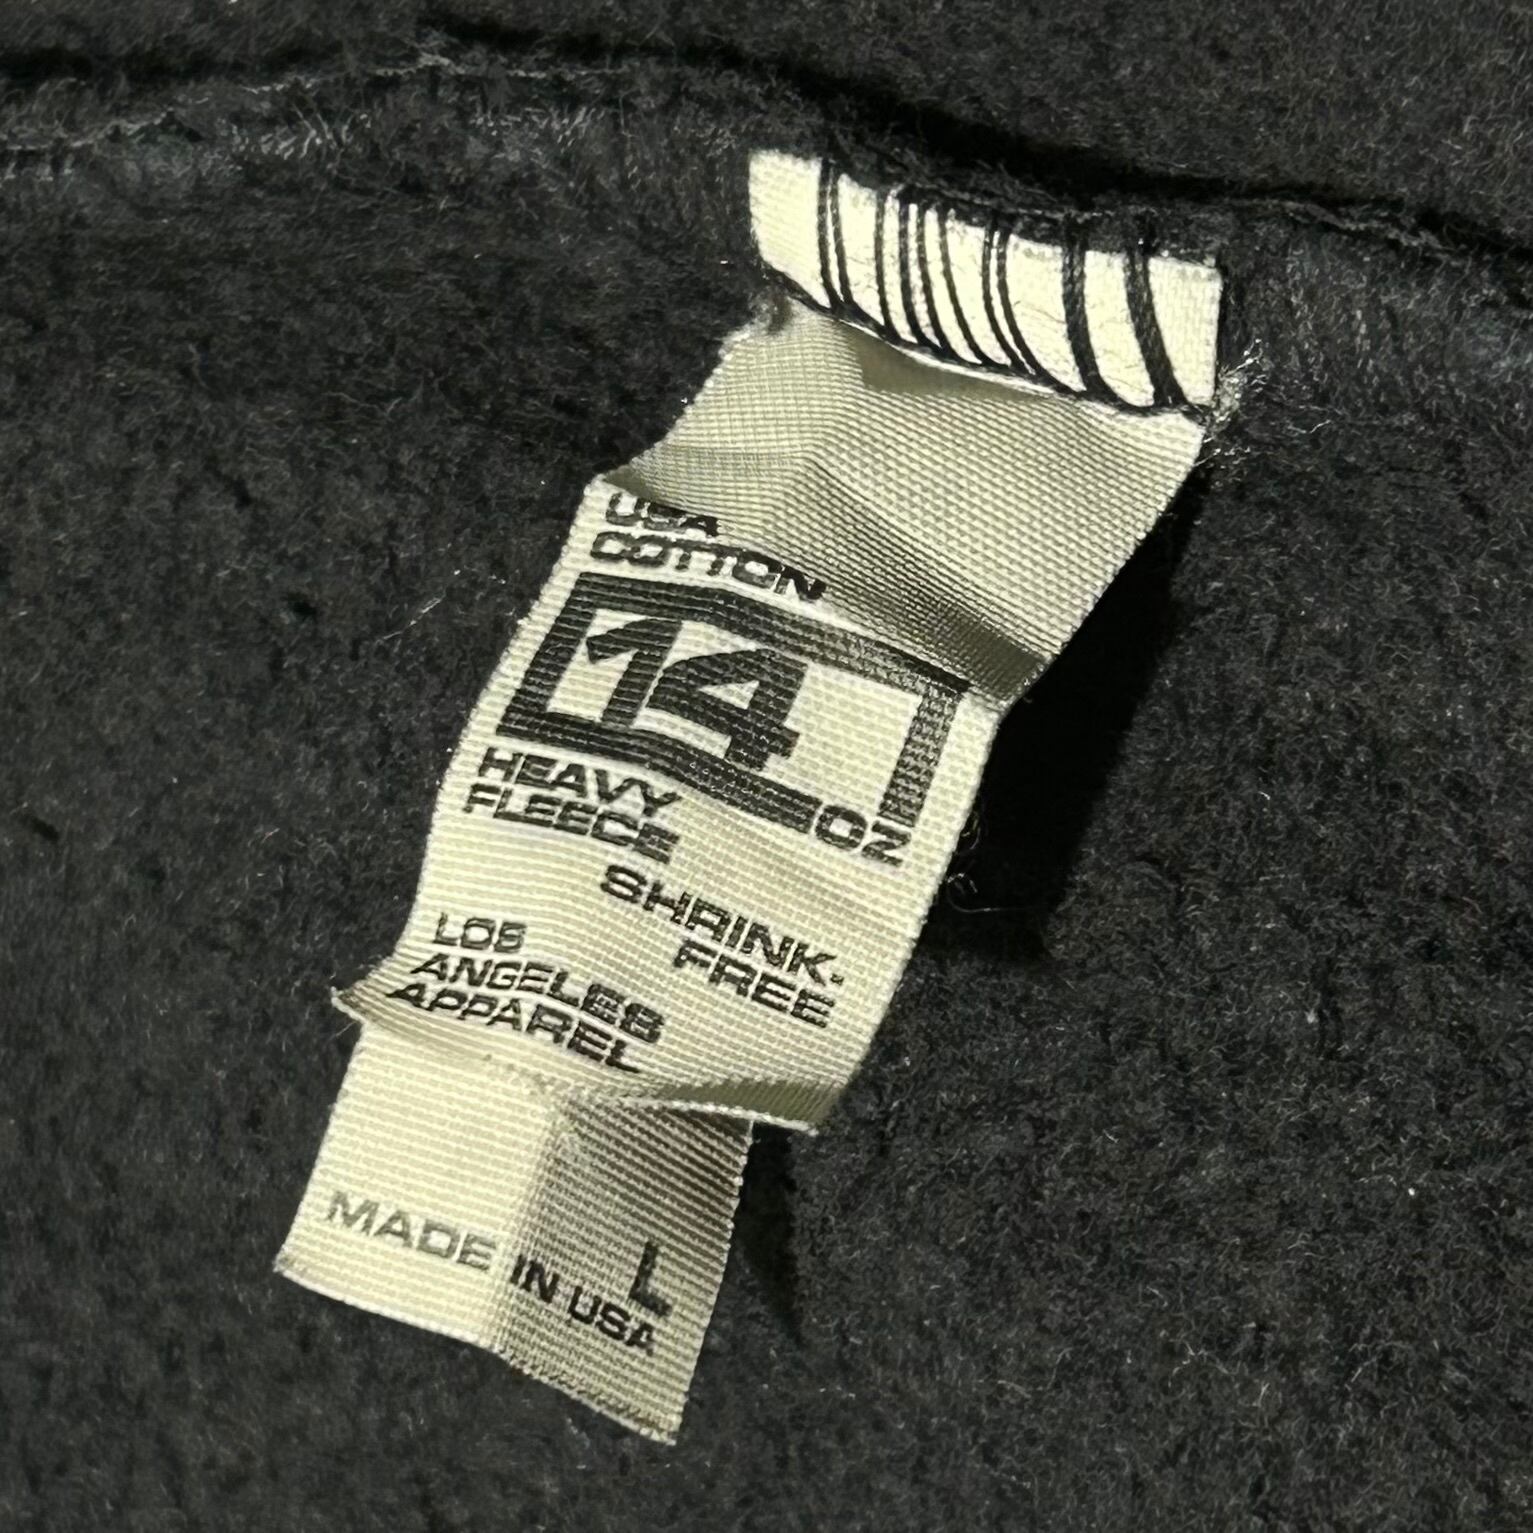 USA
COTTON
14
OZ
HEAVY
FLEECE
SHRINK-
FREE
LOS
ANGELES
APPAREL
L
MADE IN USA